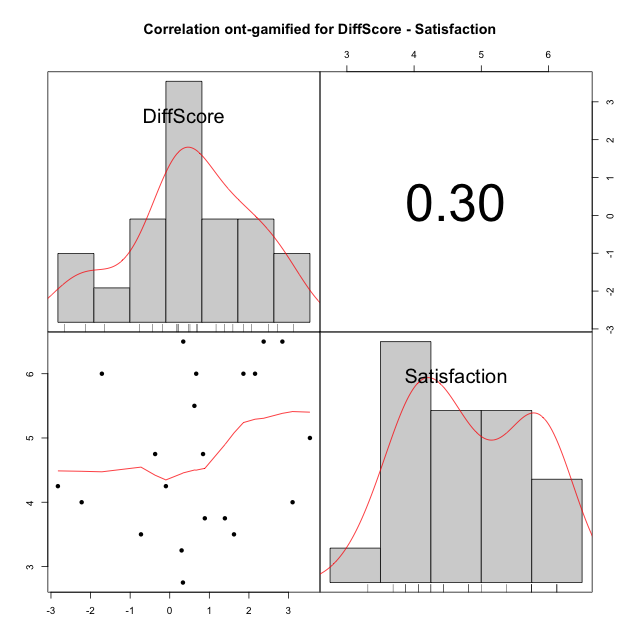 Correlation ont-gamified for DiffScore - Satisfaction
3 4 5 6
DiffScore
0.30
3
2
1
0
-1
-2
-3
Satisfaction
6
5
4
3
-3 -2 -1 0 1 2 3